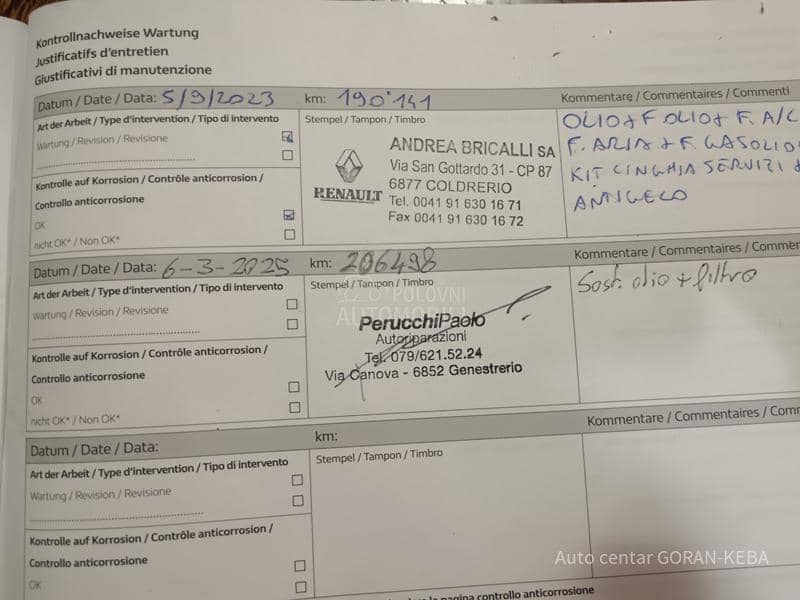 Kontrollnachweise Wartung
Justificatifs d'entretien
Giustificativi di manutenzione
Datum / Date / Data: 5/9/2023 km: 190'141 Kommentare / Commentaires / Commenti
Art der Arbeit / Type d'intervention / Tipo di intervento
Wartung / Revision / Revisione
Kontrolle auf Korrosion / Contrôle anticorrosion /
Controllo anticorrosione
OK
nicht OK* / Non OK*
Stempel / Tampon / Timbro
RENAULT
ANDREA BRICALLI SA
Via San Gottardo 31 - CP 87
6877 COLDRERIO
Tel. 0041 91 630 16 71
Fax 0041 91 630 16 72
OLIO + F OLIO + F. A/C
F. ARIA + F. GASOLIO
KIT CINGHIA SERVIZI +
ANTIGELO
Datum / Date / Data: 6-3-2025 km: 206498 Kommentare / Commentaires / Commen
Art der Arbeit / Type d'intervention / Tipo di intervento
Wartung / Revision / Revisione
Kontrolle auf Korrosion / Contrôle anticorrosion /
Controllo anticorrosione
OK
nicht OK* / Non OK*
Stempel / Tampon / Timbro
POLOVNI
AUTOMOBILI
PerucchiPaolo
Autoriparazioni
Tel. 079/621.52.24
Via Canova - 6852 Genestrerio
Sost. olio + filtro
Datum / Date / Data: km: Kommentare / Commentaires / Comm
Art der Arbeit / Type d'intervention / Tipo di intervento
Wartung / Revision / Revisione
Kontrolle auf Korrosion / Contrôle anticorrosion /
Controllo anticorrosione
OK
Stempel / Tampon / Timbro
Auto centar GORAN-KEBA
pagina controllo anticorrosione